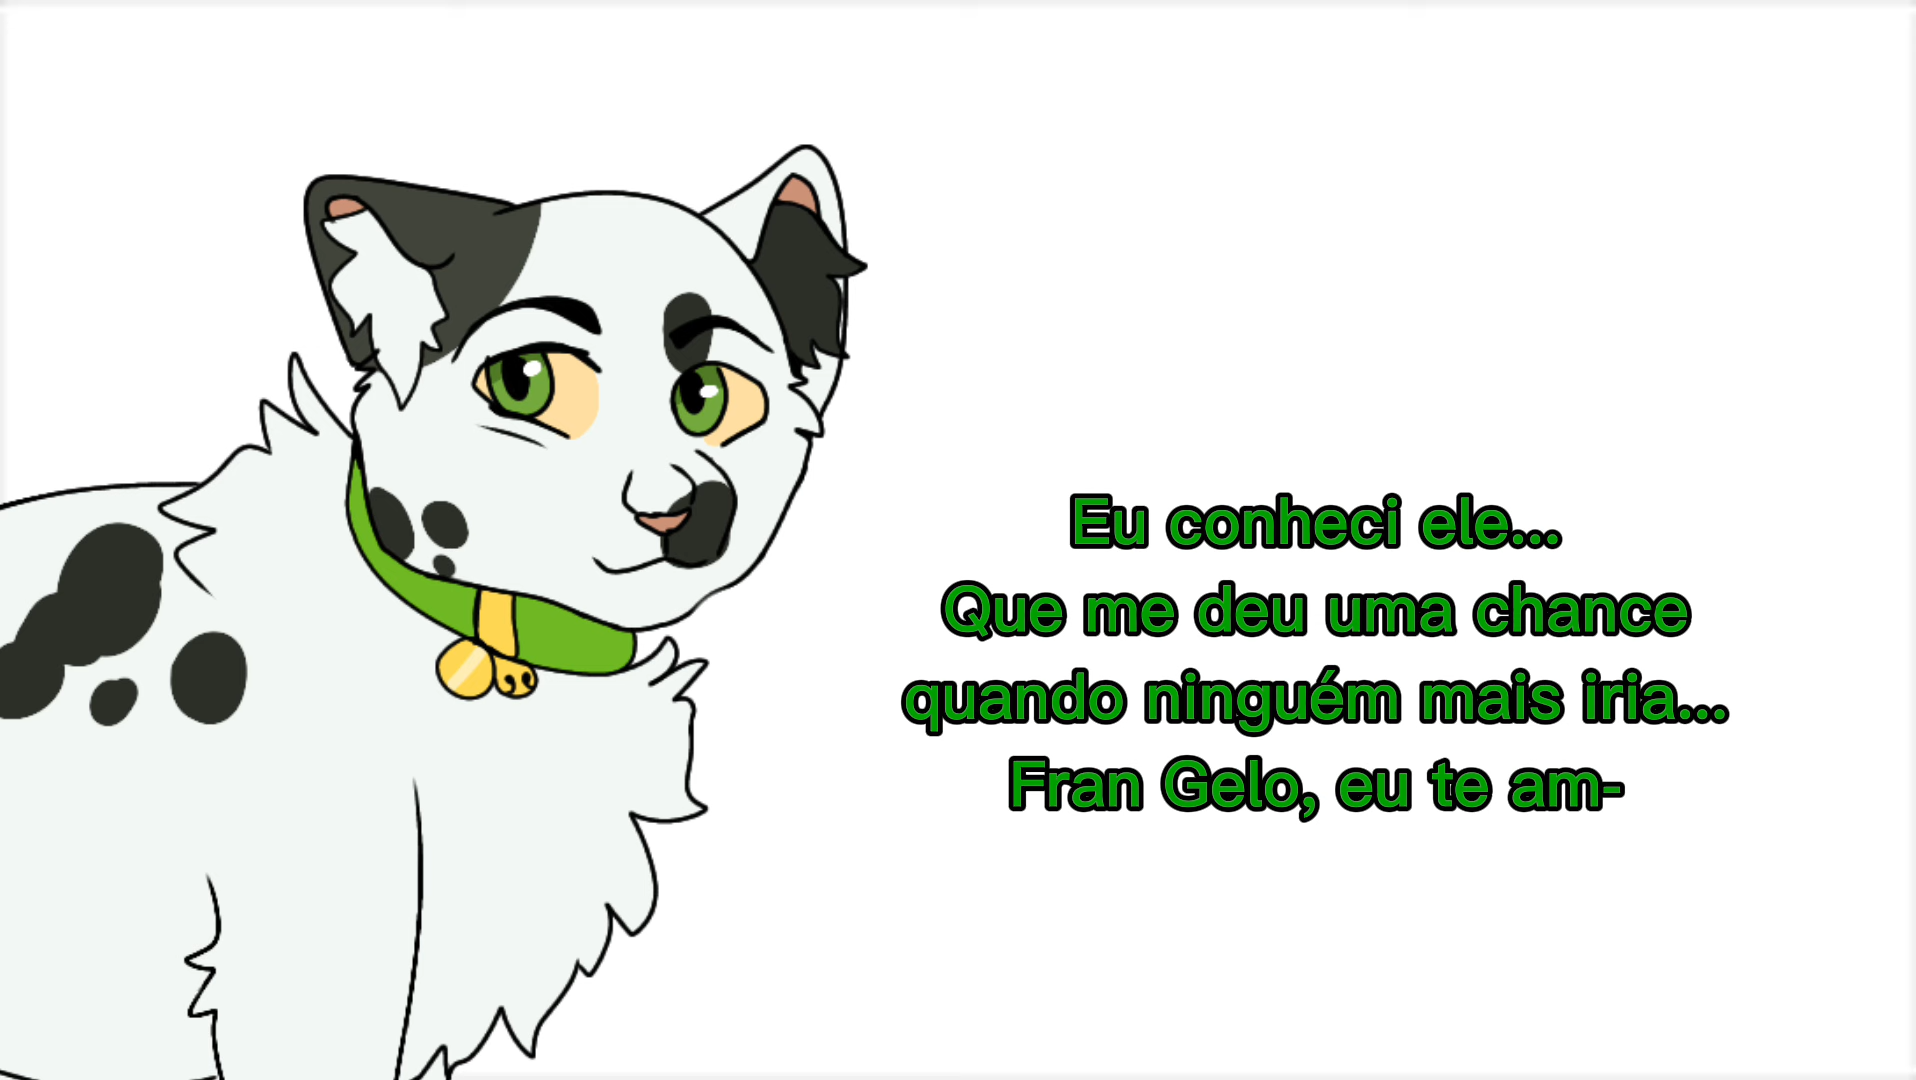 Eu conheci ele...
Que me deu uma chance
quando ninguém mais iria...
Fran Gelo, eu te am-